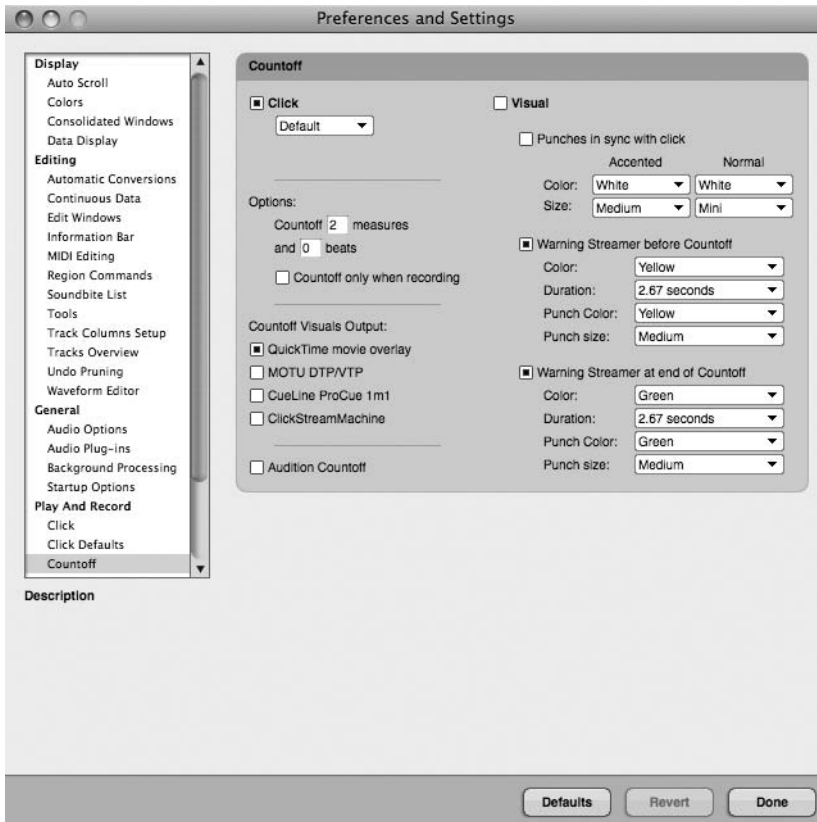 Preferences and Settings
Display
Auto Scroll
Colors
Consolidated Windows
Data Display
Editing
Automatic Conversions
Continuous Data
Edit Windows
Information Bar
MIDI Editing
Region Commands
Soundbite List
Tools
Track Columns Setup
Tracks Overview
Undo Pruning
Waveform Editor
General
Audio Options
Audio Plug-ins
Background Processing
Startup Options
Play And Record
Click
Click Defaults
Countoff
Description
Countoff
Click
Default
Options:
Countoff 2 measures
and 0 beats
Countoff only when recording
Countoff Visuals Output:
QuickTime movie overlay
MOTU DTP/VTP
CueLine ProCue 1m1
ClickStreamMachine
Audition Countoff
Visual
Punches in sync with click
Accented Normal
Color: White White
Size: Medium Mini
Warning Streamer before Countoff
Color: Yellow
Duration: 2.67 seconds
Punch Color: Yellow
Punch size: Medium
Warning Streamer at end of Countoff
Color: Green
Duration: 2.67 seconds
Punch Color: Green
Punch size: Medium
Defaults Revert Done